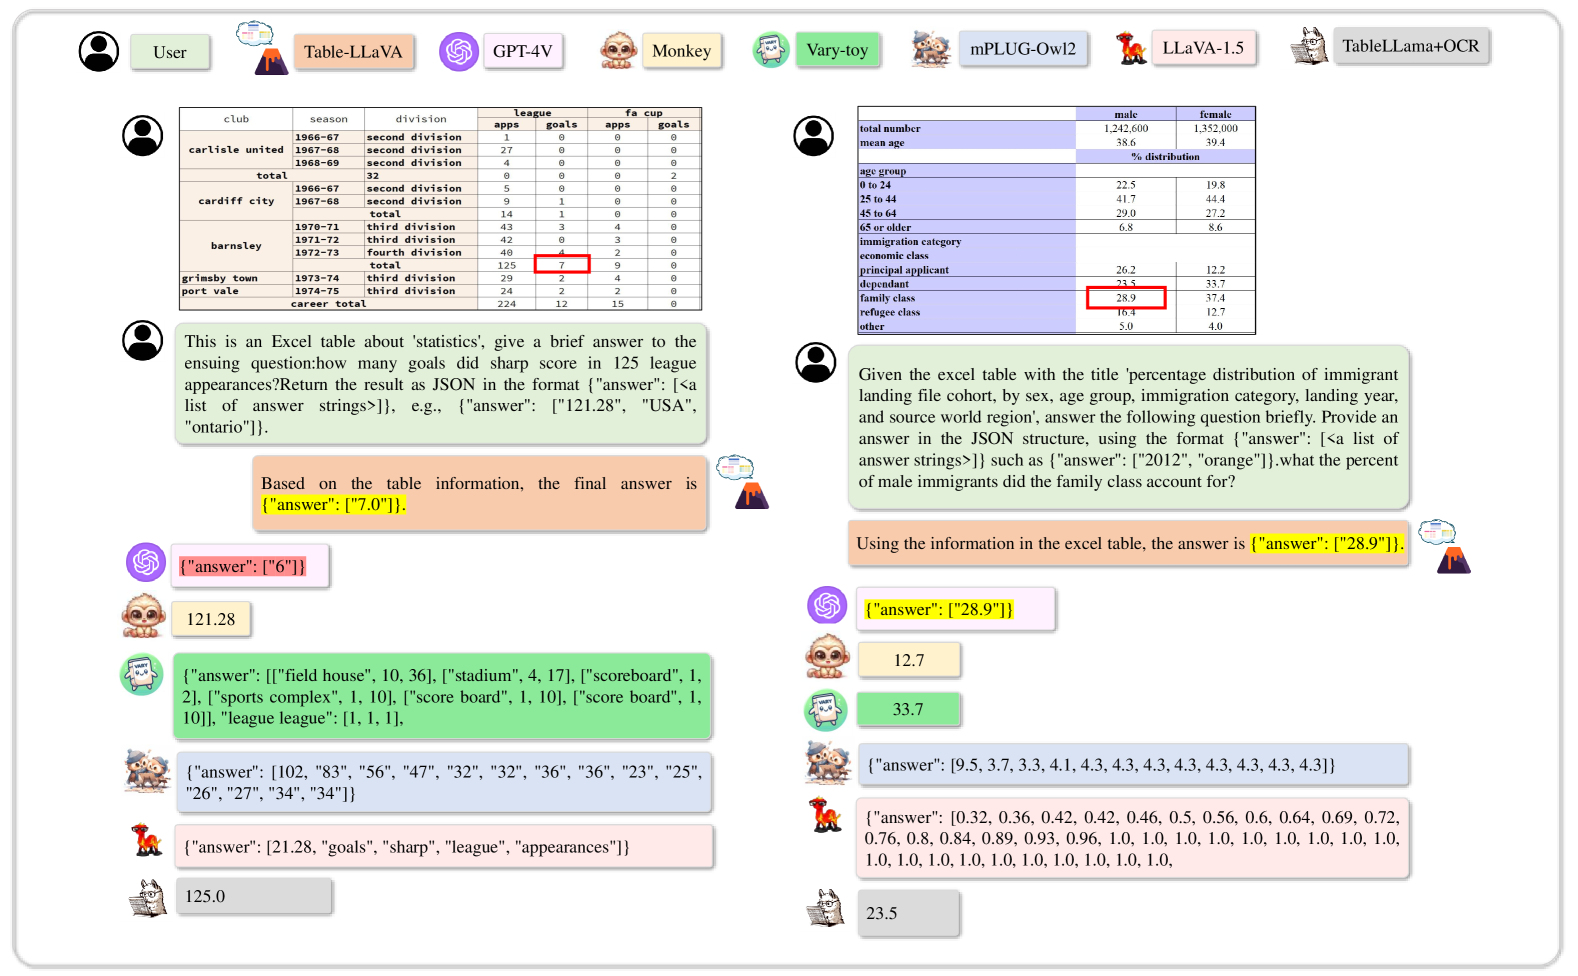 User Table-LLaVA GPT-4V Monkey Vary-toy mPLUG-Owl2 LLaVA-1.5 TableLLama+OCR
club season division league fa cup
apps goals apps goals
carlisle united 1966-67 second division 1 0 0 0
1967-68 second division 27 0 0 0
1968-69 second division 4 0 0 0
total 32 0 0 0 2
cardiff city 1966-67 second division 5 0 0 0
1967-68 second division 9 1 0 0
total 14 1 0 0
barnsley 1970-71 third division 43 3 4 0
1971-72 third division 42 0 3 0
1972-73 fourth division 40 4 2 0
total 125 7 9 0
grimsby town 1973-74 third division 29 2 4 0
port vale 1974-75 third division 24 2 2 0
career total 224 12 15 0
This is an Excel table about 'statistics', give a brief answer to the
ensuing question:how many goals did sharp score in 125 league
appearances?Return the result as JSON in the format {"answer": [<a
list of answer strings>]}, e.g., {"answer": ["121.28", "USA",
"ontario"]}.
Based on the table information, the final answer is
{"answer": ["7.0"]}.
{"answer": ["6"]}
121.28
VARY
{"answer": [["field house", 10, 36], ["stadium", 4, 17], ["scoreboard", 1,
2], ["sports complex", 1, 10], ["score board", 1, 10], ["score board", 1,
10]], "league league": [1, 1, 1],
{"answer": [102, "83", "56", "47", "32", "32", "36", "36", "23", "25",
"26", "27", "34", "34"]}
{"answer": [21.28, "goals", "sharp", "league", "appearances"]}
125.0
male female
total number 1,242,600 1,352,000
mean age 38.6 39.4
% distribution
age group
0 to 24 22.5 19.8
25 to 44 41.7 44.4
45 to 64 29.0 27.2
65 or older 6.8 8.6
immigration category
economic class
principal applicant 26.2 12.2
dependant 23.5 33.7
family class 28.9 37.4
refugee class 16.4 12.7
other 5.0 4.0
Given the excel table with the title 'percentage distribution of immigrant
landing file cohort, by sex, age group, immigration category, landing year,
and source world region', answer the following question briefly. Provide an
answer in the JSON structure, using the format {"answer": [<a list of
answer strings>]} such as {"answer": ["2012", "orange"]}.what the percent
of male immigrants did the family class account for?
Using the information in the excel table, the answer is {"answer": ["28.9"]}.
{"answer": ["28.9"]}
12.7
33.7
{"answer": [9.5, 3.7, 3.3, 4.1, 4.3, 4.3, 4.3, 4.3, 4.3, 4.3, 4.3, 4.3]}
{"answer": [0.32, 0.36, 0.42, 0.42, 0.46, 0.5, 0.56, 0.6, 0.64, 0.69, 0.72,
0.76, 0.8, 0.84, 0.89, 0.93, 0.96, 1.0, 1.0, 1.0, 1.0, 1.0, 1.0, 1.0, 1.0, 1.0,
1.0, 1.0, 1.0, 1.0, 1.0, 1.0, 1.0, 1.0, 1.0, 1.0,
23.5